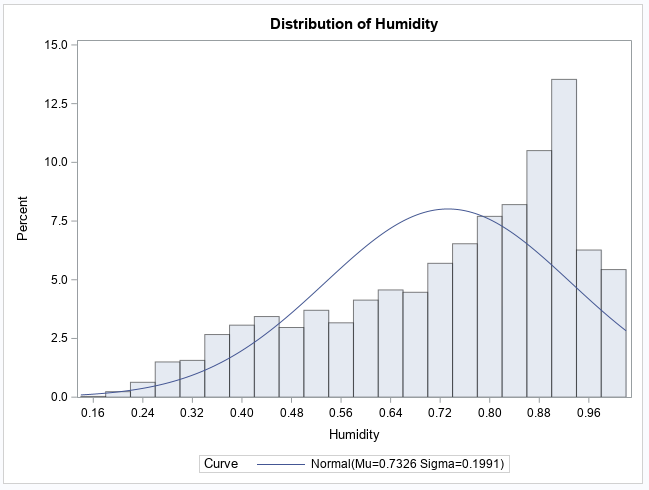 Distribution of Humidity
15.0
12.5
10.0
7.5
5.0
2.5
0.0
Percent
0.16 0.24 0.32 0.40 0.48 0.56 0.64 0.72 0.80 0.88 0.96
Humidity
Curve Normal(Mu=0.7326 Sigma=0.1991)